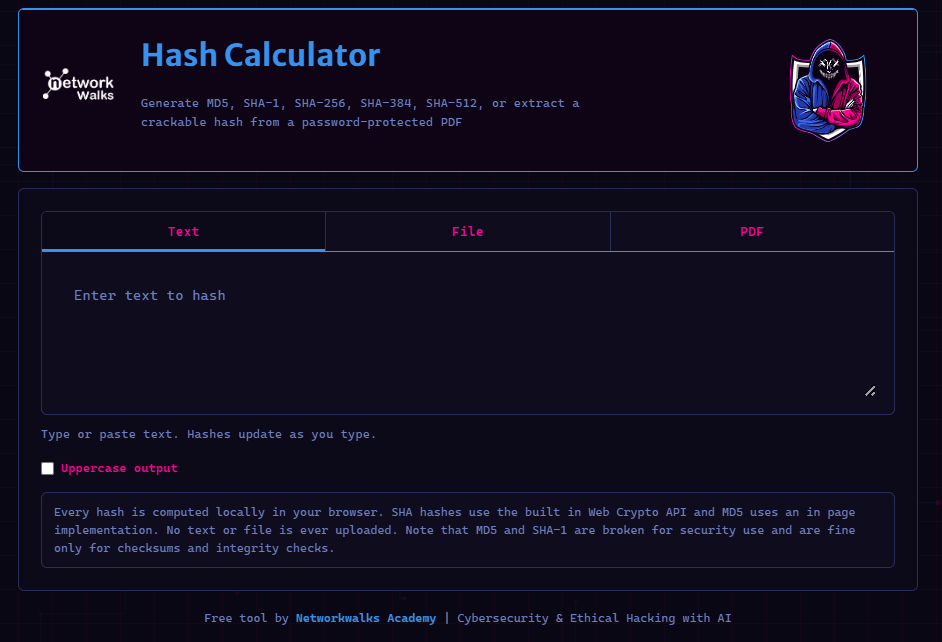 network
Walks
Hash Calculator
Generate MD5, SHA-1, SHA-256, SHA-384, SHA-512, or extract a
crackable hash from a password-protected PDF
Text
File
PDF
Enter text to hash
Type or paste text. Hashes update as you type.
Uppercase output
Every hash is computed locally in your browser. SHA hashes use the built in Web Crypto API and MD5 uses an in page
implementation. No text or file is ever uploaded. Note that MD5 and SHA-1 are broken for security use and are fine
only for checksums and integrity checks.
Free tool by Networkwalks Academy | Cybersecurity & Ethical Hacking with AI